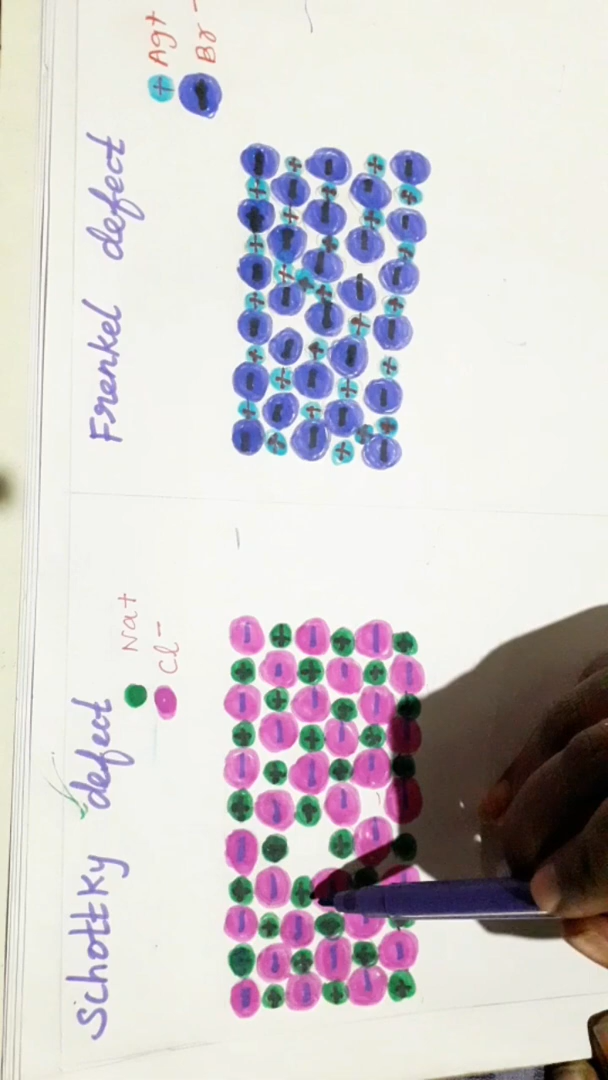 Schottky defect
Na+
Cl-
Frenkel defect
Ag+
Br-